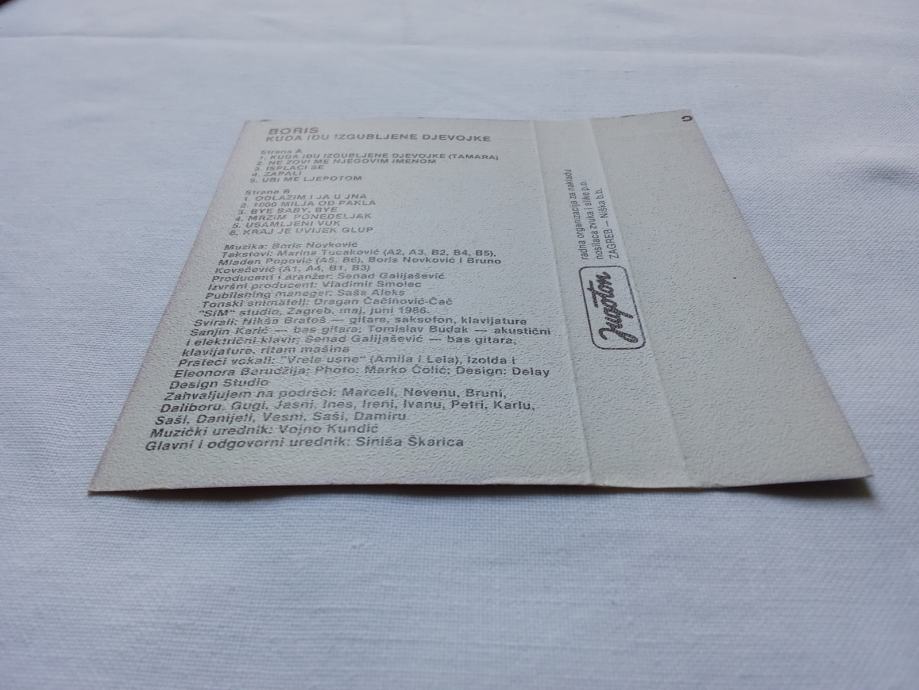 BORIS
KUDA IDU IZGUBLJENE DJEVOJKE
Strana A
1. KUDA IDU IZGUBLJENE DJEVOJKE (TAMARA)
2. NE ZOVI ME NJEGOVIM IMENOM
3. ISPLAČI SE
4. ZAPALI
5. UBI ME LJEPOTOM
Strana B
1. ODLAZIM I JA U JNA
2. 1000 MILJA OD PAKLA
3. BYE BABY, BYE
4. MRZIM PONEDELJAK
5. USAMLJENI VUK
6. KRAJ JE UVIJEK GLUP
Muzika: Boris Novković
Tekstovi: Marina Tucaković (A2, A3, B2, B4, B5),
Mladen Popović (A5, B6), Boris Novković i Bruno
Kovačević (A1, A4, B1, B3)
Producent i aranžer: Senad Galijašević
Izvršni producent: Vladimir Smolec
Publishing manager: Saša Aleks
Tonski snimatelj: Dragan Čačinović-Čač
"SIM" studio, Zagreb, maj, juni 1986.
Svirali: Nikša Bratoš — gitare, saksofon, klavijature
Sanjin Karić — bas gitara; Tomislav Budak — akustični
i električni klavir; Senad Galijašević — bas gitara,
klavijature, ritam mašina
Prateći vokali: "Vrele usne" (Amila i Lela), Izolda i
Eleonora Barudžija; Photo: Marko Čolić; Design: Delay
Design Studio
Zahvaljujem na podršci: Marceli, Nevenu, Bruni,
Daliboru, Gugi, Jasni, Ines, Ireni, Ivanu, Petri, Karlu,
Saši, Danijeli, Vesni, Saši, Damiru
Muzički urednik: Vojno Kundić
Glavni i odgovorni urednik: Siniša Škarica
Jugoton
radna organizacija za nakladu
nosilaca zvuka i slike p.o.
ZAGREB — Niška b.b.